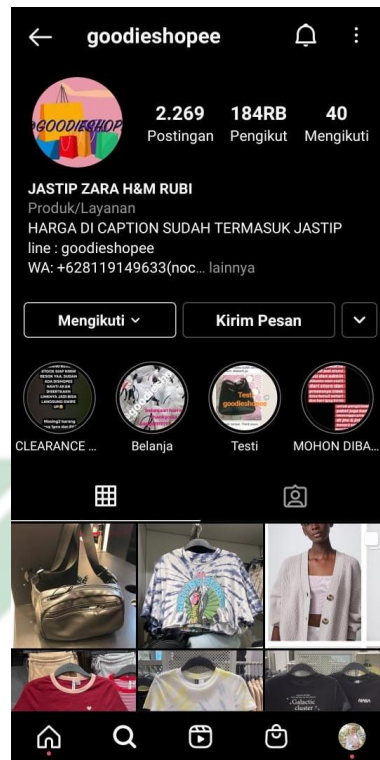 goodieshopee
GOODIESHOP
2.269 184RB 40
Postingan Pengikut Mengikuti
JASTIP ZARA H&M RUBI
Produk/Layanan
HARGA DI CAPTION SUDAH TERMASUK JASTIP
line : goodieshopee
WA: +628119149633(noc... lainnya
Mengikuti
Kirim Pesan
CLEARANCE ...
Belanja
Testi
MOHON DIBA...
Galactic
cluster
NASA